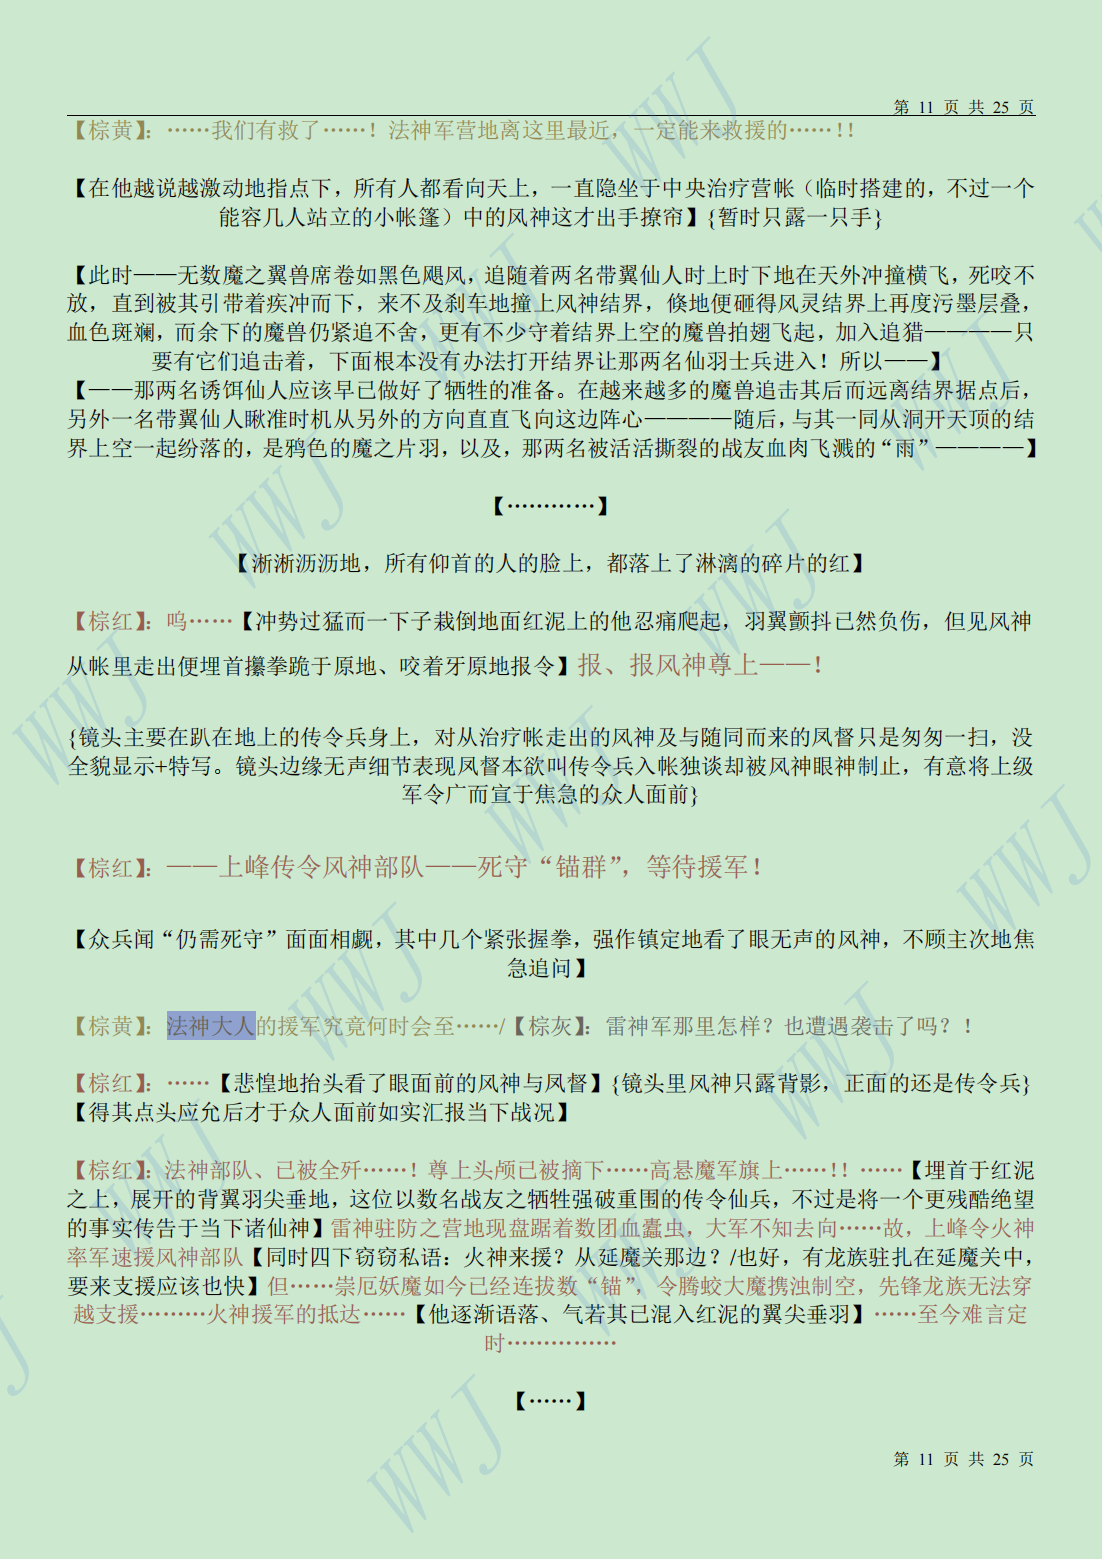 第 11 页 共 25 页
【棕黄】：……我们有救了……！法神军营地离这里最近，一定能来救援的……！！
【在他越说越激动地指点下，所有人都看向天上，一直隐坐于中央治疗营帐（临时搭建的，不过一个
能容几人站立的小帐篷）中的风神这才出手撩帘】{暂时只露一只手}
【此时——无数魔之翼兽席卷如黑色飓风，追随着两名带翼仙人时上时下地在天外冲撞横飞，死咬不
放，直到被其引带着疾冲而下，来不及刹车地撞上风神结界，倏地便砸得风灵结界上再度污墨层叠，
血色斑斓，而余下的魔兽仍紧追不舍，更有不少守着结界上空的魔兽拍翅飞起，加入追猎————只
要有它们追击着，下面根本没有办法打开结界让那两名仙羽士兵进入！所以——】
【——那两名诱饵仙人应该早已做好了牺牲的准备。在越来越多的魔兽追击其后而远离结界据点后，
另外一名带翼仙人瞅准时机从另外的方向直直飞向这边阵心————随后，与其一同从洞开天顶的结
界上空一起纷落的，是鸦色的魔之片羽，以及，那两名被活活撕裂的战友血肉飞溅的“雨”————】
【…………】
【淅淅沥沥地，所有仰首的人的脸上，都落上了淋漓的碎片的红】
【棕红】：呜……【冲势过猛而一下子栽倒地面红泥上的他忍痛爬起，羽翼颤抖已然负伤，但见风神
从帐里走出便埋首攥拳跪于原地、咬着牙原地报令】报、报风神尊上——！
{镜头主要在趴在地上的传令兵身上，对从治疗帐走出的风神及与随同而来的凤督只是匆匆一扫，没
全貌显示+特写。镜头边缘无声细节表现凤督本欲叫传令兵入帐独谈却被风神眼神制止，有意将上级
军令广而宣于焦急的众人面前}
【棕红】：——上峰传令风神部队——死守“锚群”，等待援军！
【众兵闻“仍需死守”面面相觑，其中几个紧张握拳，强作镇定地看了眼无声的风神，不顾主次地焦
急追问】
【棕黄】：法神大人的援军究竟何时会至……/【棕灰】：雷神军那里怎样？也遭遇袭击了吗？！
【棕红】：……【悲惶地抬头看了眼面前的风神与凤督】{镜头里风神只露背影，正面的还是传令兵}
【得其点头应允后才于众人面前如实汇报当下战况】
【棕红】：法神部队、已被全歼……！尊上头颅已被摘下……高悬魔军旗上……！！……【埋首于红泥
之上，展开的背翼羽尖垂地，这位以数名战友之牺牲强破重围的传令仙兵，不过是将一个更残酷绝望
的事实传告于当下诸仙神】雷神驻防之营地现盘踞着数团血蠹虫，大军不知去向……故，上峰令火神
率军速援风神部队【同时四下窃窃私语：火神来援？从延魔关那边？/也好，有龙族驻扎在延魔关中，
要来支援应该也快】但……崇厄妖魔如今已经连拔数“锚”，令腾蛟大魔携浊制空，先锋龙族无法穿
越支援………火神援军的抵达……【他逐渐语落、气若其已混入红泥的翼尖垂羽】……至今难言定
时……………
【……】
第 11 页 共 25 页